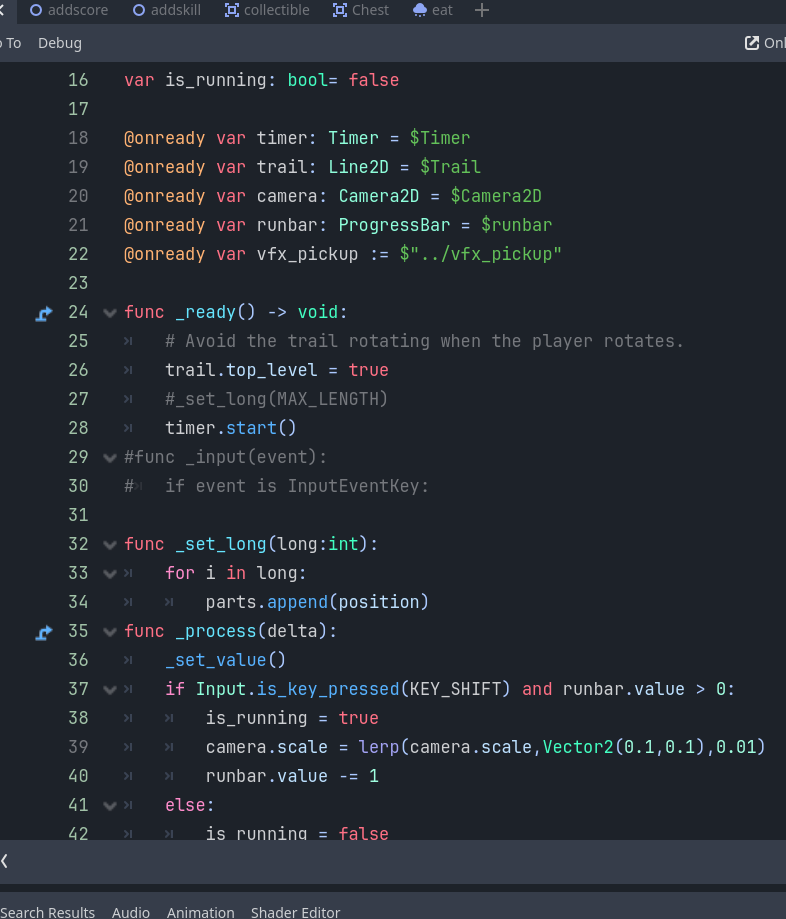 addscore addskill collectible Chest eat
To Debug Onl
16 var is_running: bool= false
17
18 @onready var timer: Timer = $Timer
19 @onready var trail: Line2D = $Trail
20 @onready var camera: Camera2D = $Camera2D
21 @onready var runbar: ProgressBar = $runbar
22 @onready var vfx_pickup := $"../vfx_pickup"
23
24 func _ready() -> void:
25 # Avoid the trail rotating when the player rotates.
26 trail.top_level = true
27 #_set_long(MAX_LENGTH)
28 timer.start()
29 #func _input(event):
30 # if event is InputEventKey:
31
32 func _set_long(long:int):
33 for i in long:
34 parts.append(position)
35 func _process(delta):
36 _set_value()
37 if Input.is_key_pressed(KEY_SHIFT) and runbar.value > 0:
38 is_running = true
39 camera.scale = lerp(camera.scale,Vector2(0.1,0.1),0.01)
40 runbar.value -= 1
41 else:
42 is_running = false
Search Results Audio Animation Shader Editor